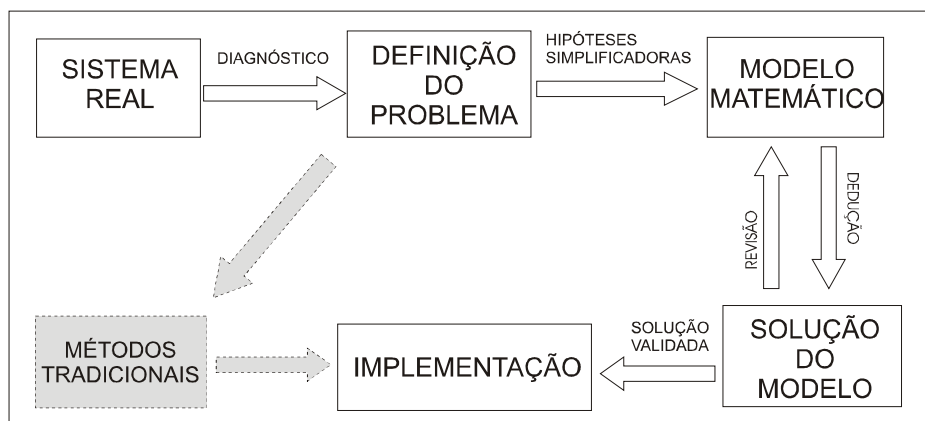 SISTEMA
REAL
DIAGNÓSTICO
DEFINIÇÃO
DO
PROBLEMA
HIPÓTESES
SIMPLIFICADORAS
MODELO
MATEMÁTICO
REVISÃO
DEDUÇÃO
MÉTODOS
TRADICIONAIS
IMPLEMENTAÇÃO
SOLUÇÃO
VALIDADA
SOLUÇÃO
DO
MODELO